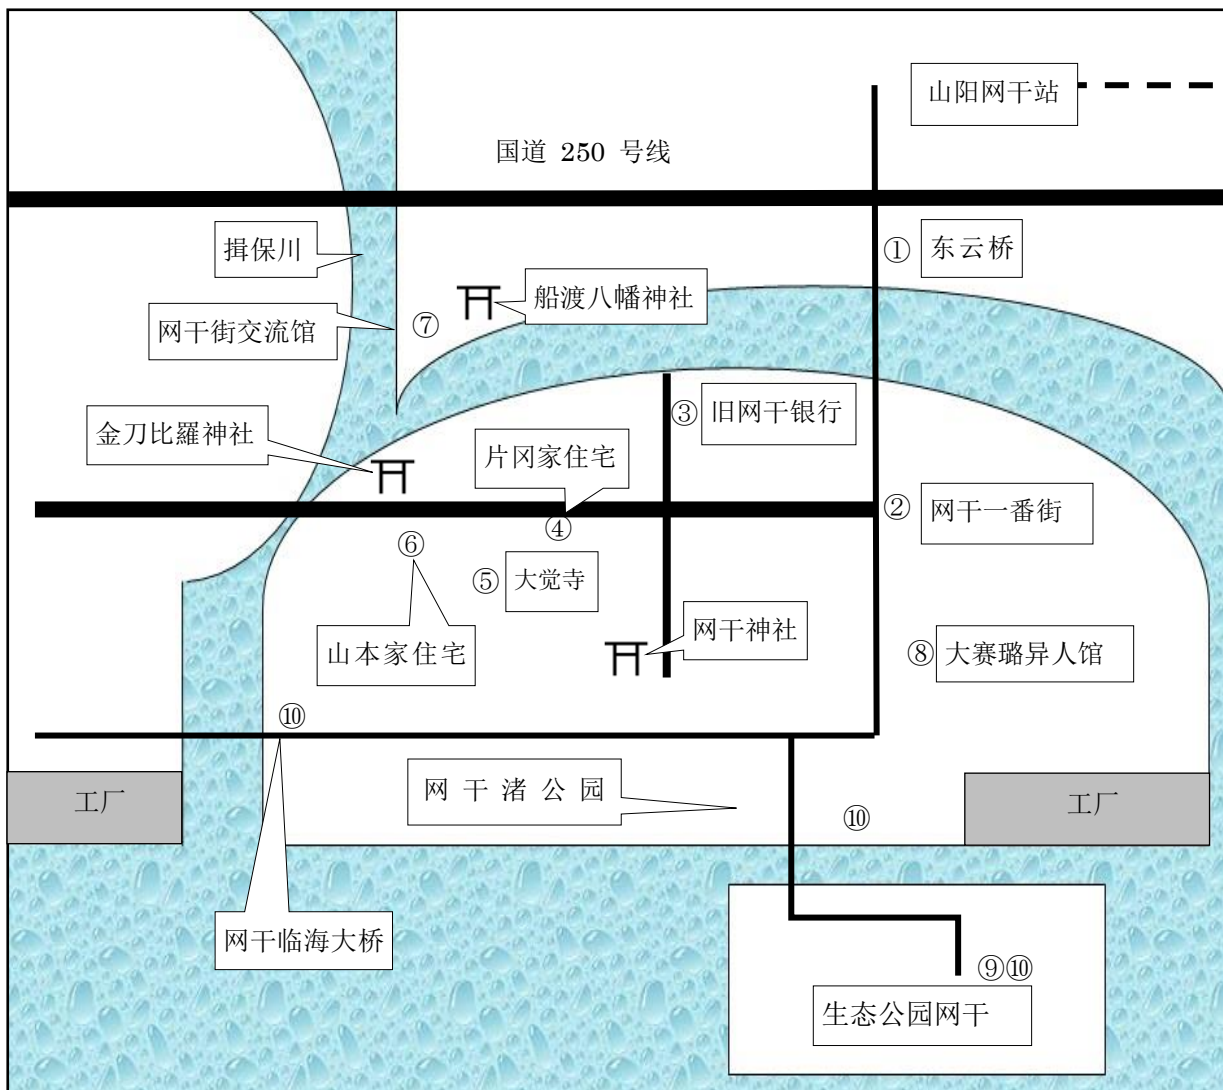 山阳网干站
国道 250 号线
揖保川
① 东云桥
船渡八幡神社
网干街交流馆
⑦
③ 旧网干银行
金刀比羅神社
片冈家住宅
② 网干一番街
④
⑥
⑤ 大觉寺
网干神社
山本家住宅
⑧ 大赛璐异人馆
⑩
网干渚公园
工厂
工厂
⑩
网干临海大桥
⑨⑩
生态公园网干